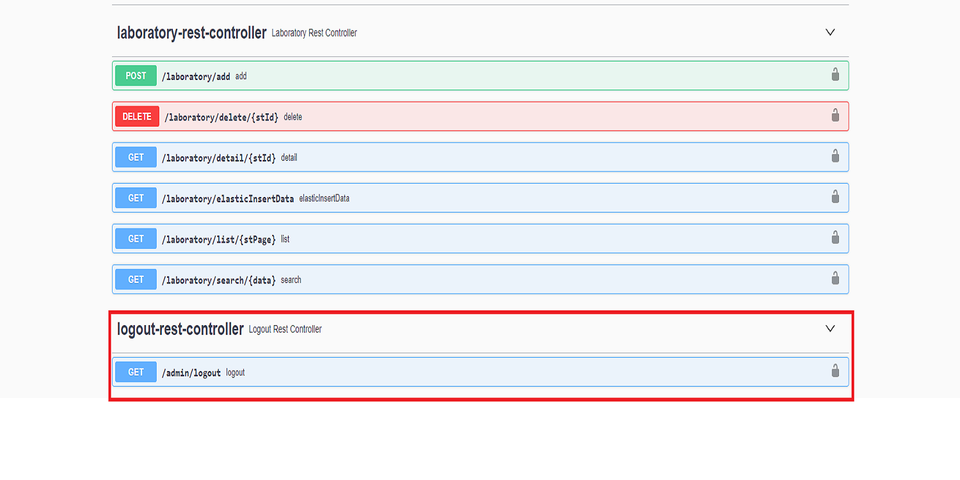 laboratory-rest-controller Laboratory Rest Controller
POST /laboratory/add add
DELETE /laboratory/delete/{stId} delete
GET /laboratory/detail/{stId} detail
GET /laboratory/elasticInsertData elasticInsertData
GET /laboratory/list/{stPage} list
GET /laboratory/search/{data} search
logout-rest-controller Logout Rest Controller
GET /admin/logout logout